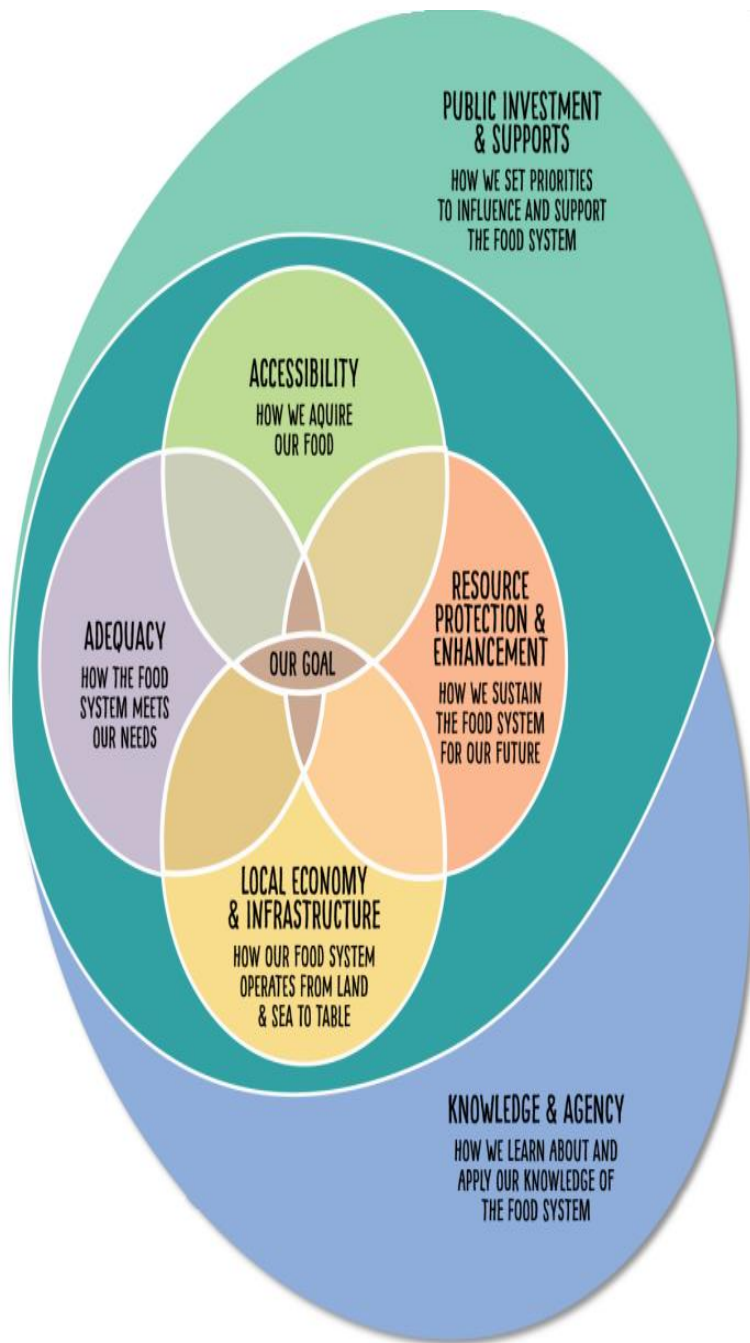 PUBLIC INVESTMENT
& SUPPORTS
HOW WE SET PRIORITIES
TO INFLUENCE AND SUPPORT
THE FOOD SYSTEM
ACCESSIBILITY
HOW WE AQUIRE
OUR FOOD
ADEQUACY
HOW THE FOOD
SYSTEM MEETS
OUR NEEDS
OUR GOAL
RESOURCE
PROTECTION &
ENHANCEMENT
HOW WE SUSTAIN
THE FOOD SYSTEM
FOR OUR FUTURE
LOCAL ECONOMY
& INFRASTRUCTURE
HOW OUR FOOD SYSTEM
OPERATES FROM LAND
& SEA TO TABLE
KNOWLEDGE & AGENCY
HOW WE LEARN ABOUT AND
APPLY OUR KNOWLEDGE OF
THE FOOD SYSTEM